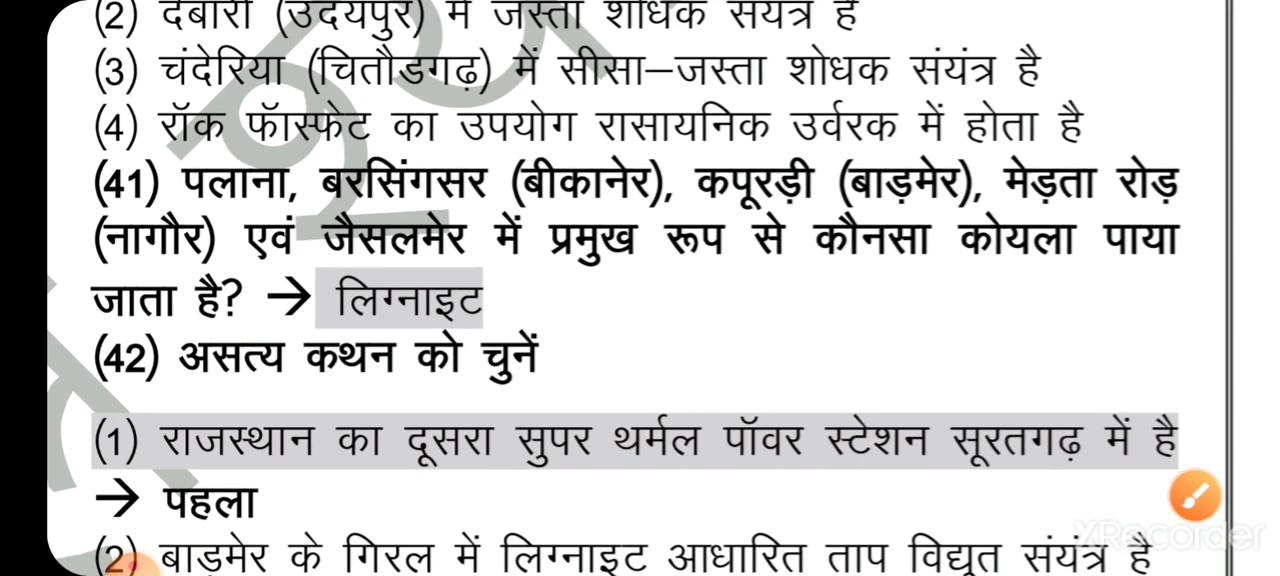 (2) देबारी (उदयपुर) में जस्ता शोधक संयंत्र है
(3) चंदेरिया (चितौडगढ़) में सीसा–जस्ता शोधक संयंत्र है
(4) रॉक फॉस्फेट का उपयोग रासायनिक उर्वरक में होता है
(41) पलाना, बरसिंगसर (बीकानेर), कपूरड़ी (बाड़मेर), मेड़ता रोड़
(नागौर) एवं जैसलमेर में प्रमुख रूप से कौनसा कोयला पाया
जाता है? → लिग्नाइट
(42) असत्य कथन को चुनें
(1) राजस्थान का दूसरा सुपर थर्मल पॉवर स्टेशन सूरतगढ़ में है
→ पहला
(2) बाड़मेर के गिरल में लिग्नाइट आधारित ताप विद्युत संयंत्र है
XRecorder